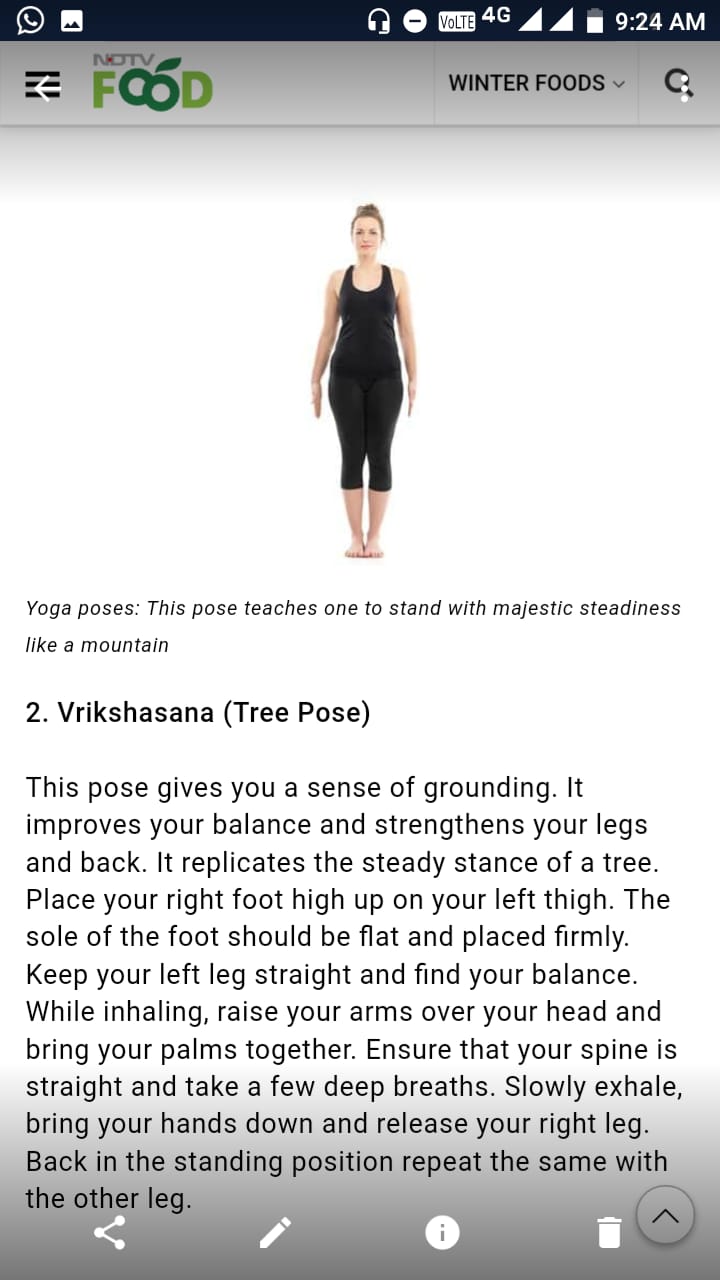 VoLTE 4G 9:24 AM
NDTV
FOOD
WINTER FOODS
Yoga poses: This pose teaches one to stand with majestic steadiness
like a mountain
2. Vrikshasana (Tree Pose)
This pose gives you a sense of grounding. It
improves your balance and strengthens your legs
and back. It replicates the steady stance of a tree.
Place your right foot high up on your left thigh. The
sole of the foot should be flat and placed firmly.
Keep your left leg straight and find your balance.
While inhaling, raise your arms over your head and
bring your palms together. Ensure that your spine is
straight and take a few deep breaths. Slowly exhale,
bring your hands down and release your right leg.
Back in the standing position repeat the same with
the other leg.